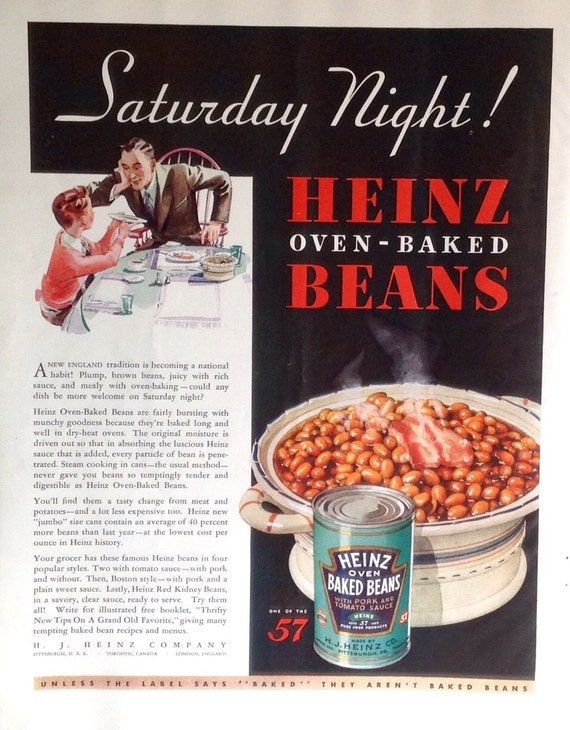 Saturday Night!
HEINZ
OVEN-BAKED
BEANS
A NEW ENGLAND tradition is becoming a national
habit! Plump, brown beans, juicy with rich
sauce, and mealy with oven-baking—could any
dish be more welcome on Saturday night?
Heinz Oven-Baked Beans are fairly bursting with
munchy goodness because they're baked long and
well in dry-heat ovens. The original moisture is
driven out so that in absorbing the luscious Heinz
sauce that is added, every particle of bean is pene-
trated. Steam cooking in cans—the usual method—
never gave you beans so temptingly tender and
digestible as Heinz Oven-Baked Beans.
You'll find them a tasty change from meat and
potatoes—and a lot less expensive too. Heinz new
"jumbo" size cans contain an average of 40 percent
more beans than last year—at the lowest cost per
ounce in Heinz history.
Your grocer has these famous Heinz beans in four
popular styles. Two with tomato sauce—with pork
and without. Then, Boston style—with pork and a
plain sweet sauce. Lastly, Heinz Red Kidney Beans,
in a savory, clear sauce, ready to serve. Try them
all! Write for illustrated free booklet, "Thrifty
New Tips On A Grand Old Favorite," giving many
tempting baked bean recipes and menus.
H. J. HEINZ COMPANY
PITTSBURGH, U.S.A. · TORONTO, CANADA · LONDON, ENGLAND
ONE OF THE
57
HEINZ
OVEN
BAKED BEANS
WITH PORK AND
TOMATO SAUCE
HEINZ
57
PURE FOOD PRODUCTS
57
MADE BY
H.J. HEINZ CO.
PITTSBURGH, PA.
UNLESS THE LABEL SAYS "BAKED" THEY AREN'T BAKED BEANS